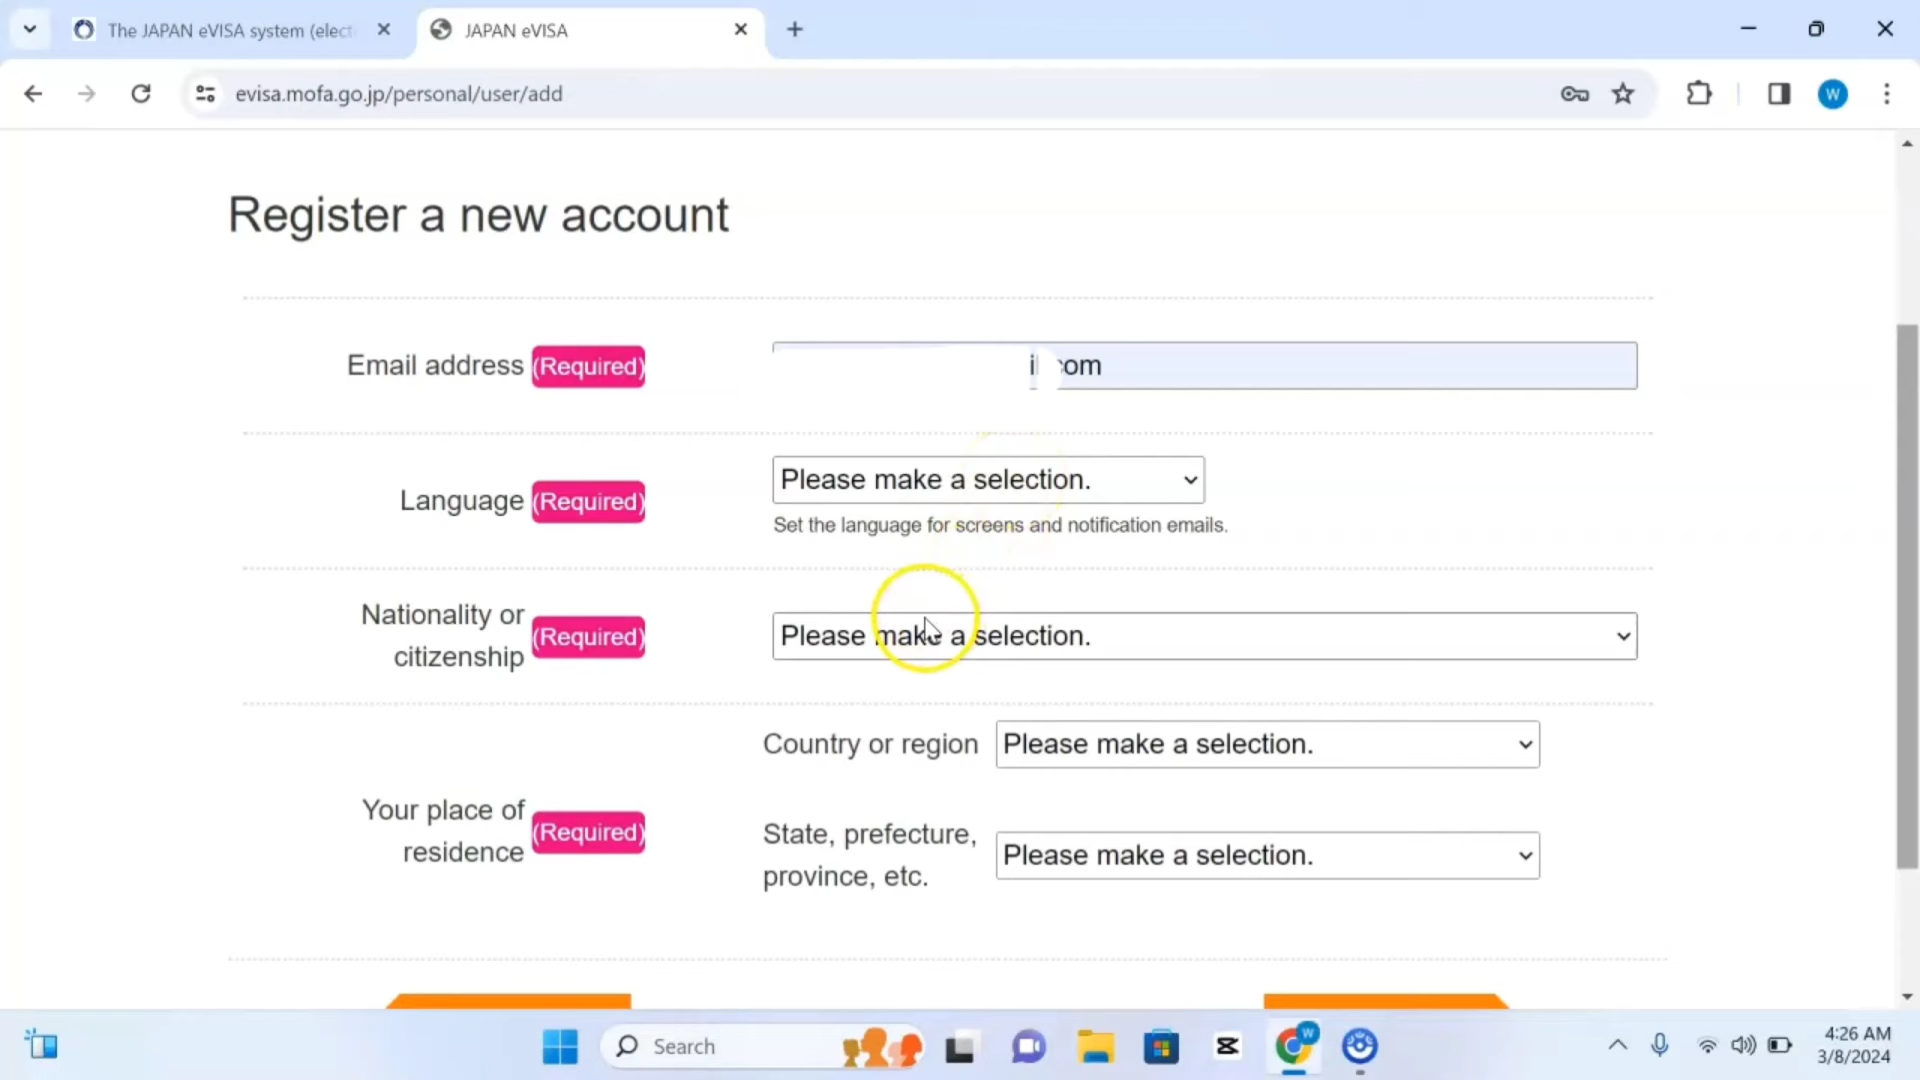 The JAPAN eVISA system (elect
JAPAN eVISA
evisa.mofa.go.jp/personal/user/add
W
Register a new account
Email address (Required)
com
Language (Required)
Please make a selection.
Set the language for screens and notification emails.
Nationality or citizenship (Required)
Please make a selection.
Your place of residence (Required)
Country or region
Please make a selection.
State, prefecture, province, etc.
Please make a selection.
Search
W
4:26 AM
3/8/2024